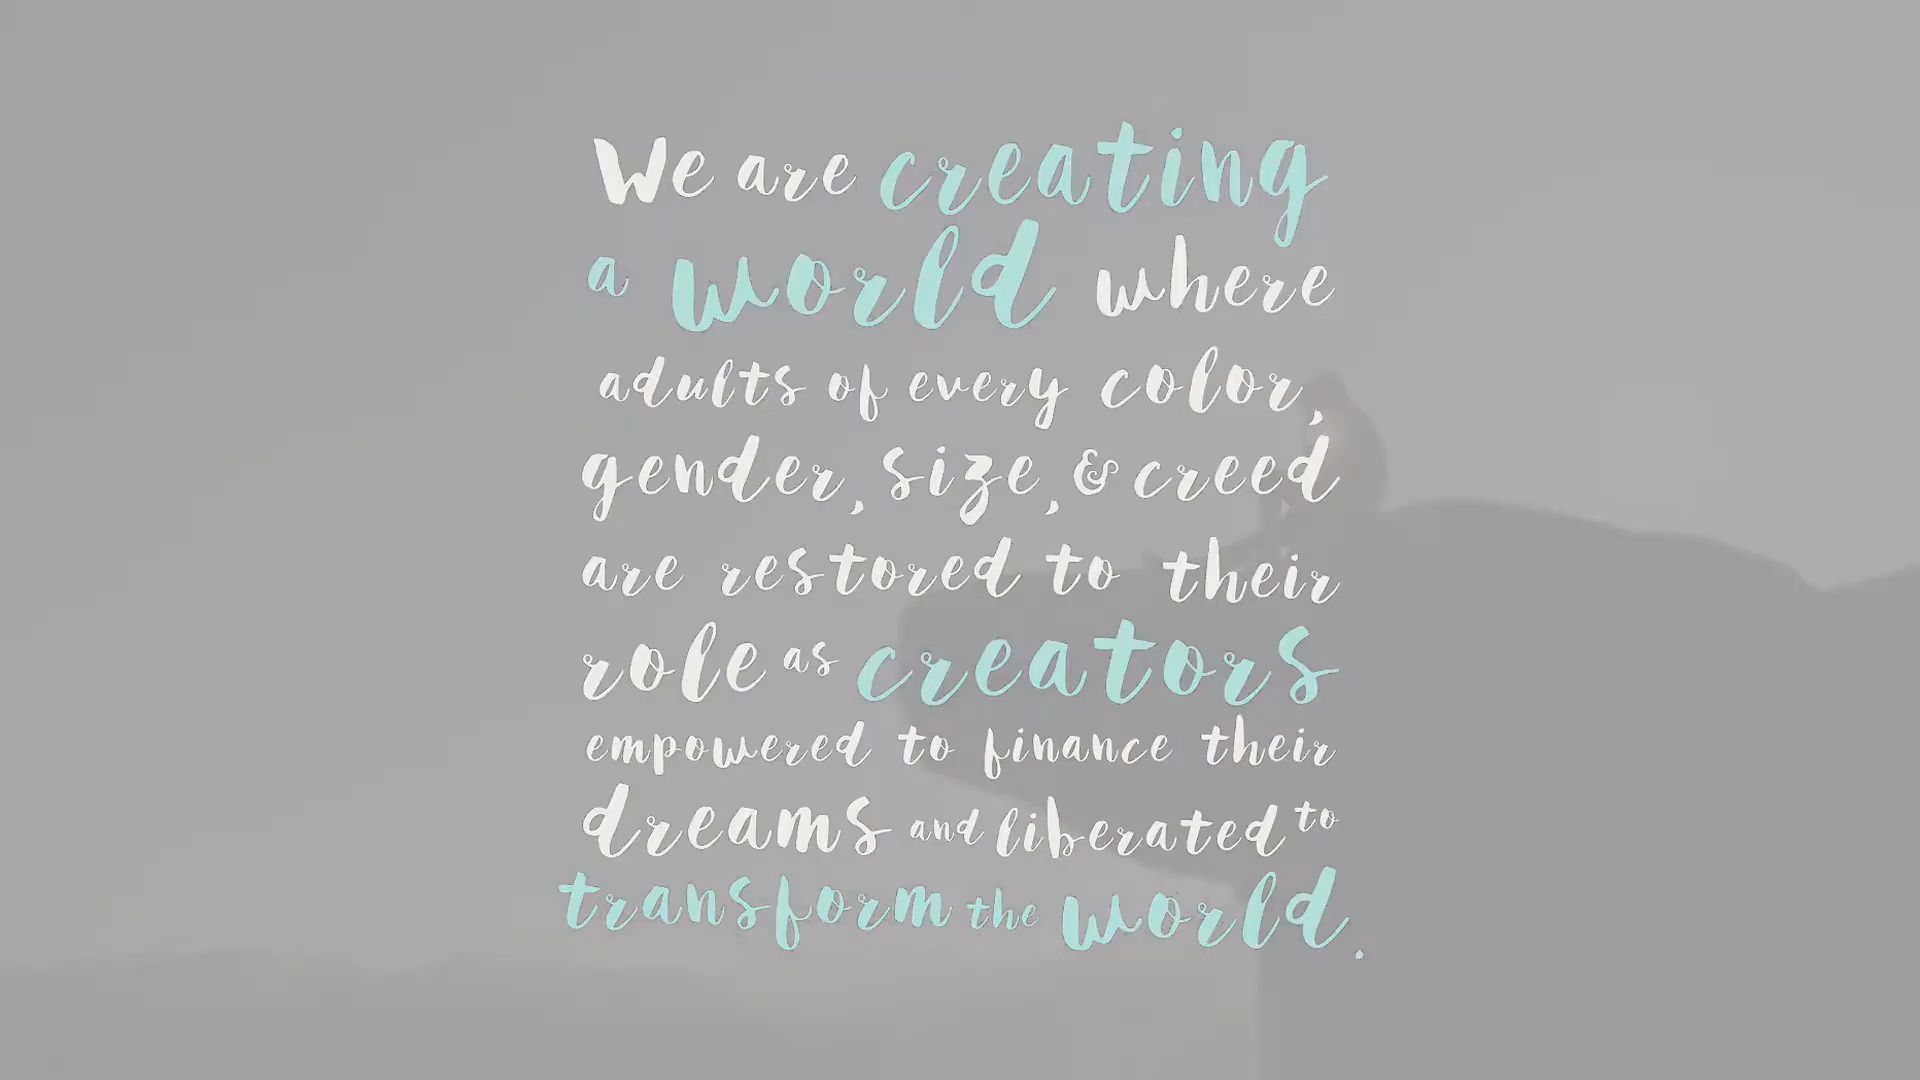 We are creating
a world where
adults of every color,
gender, size, & creed
are restored to their
role as creators
empowered to finance their
dreams and liberated to
transform the world.